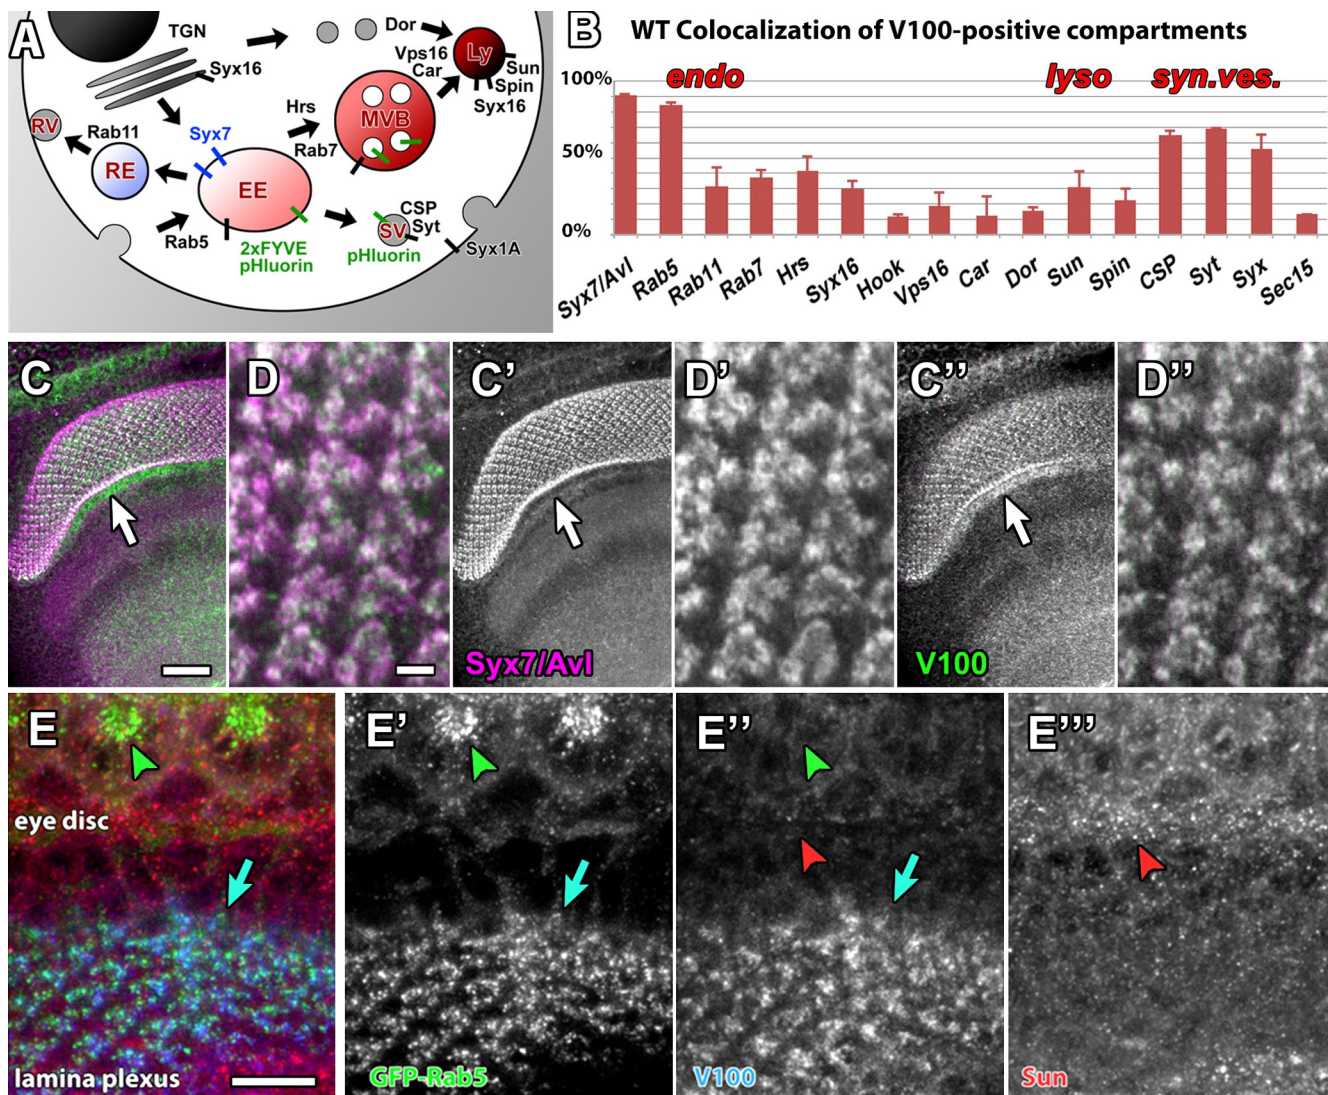 A
TGN
Syx16
Dor
Vps16
Car
Ly
Sun
Spin
Syx16
MVB
Hrs
Rab7
RV
Rab11
Syx7
RE
EE
Rab5
2xFYVE
pHluorin
CSP
Syt
SV
pHluorin
Syx1A
B
WT Colocalization of V100-positive compartments
endo
lyso
syn.ves.
100%
50%
0%
Syx7/Avl
Rab5
Rab11
Rab7
Hrs
Syx16
Hook
Vps16
Car
Dor
Sun
Spin
CSP
Syt
Syx
Sec15
C
D
C’
Syx7/Avl
D’
C’’
V100
D’’
E
eye disc
lamina plexus
E’
GFP-Rab5
E’’
V100
E’’’
Sun